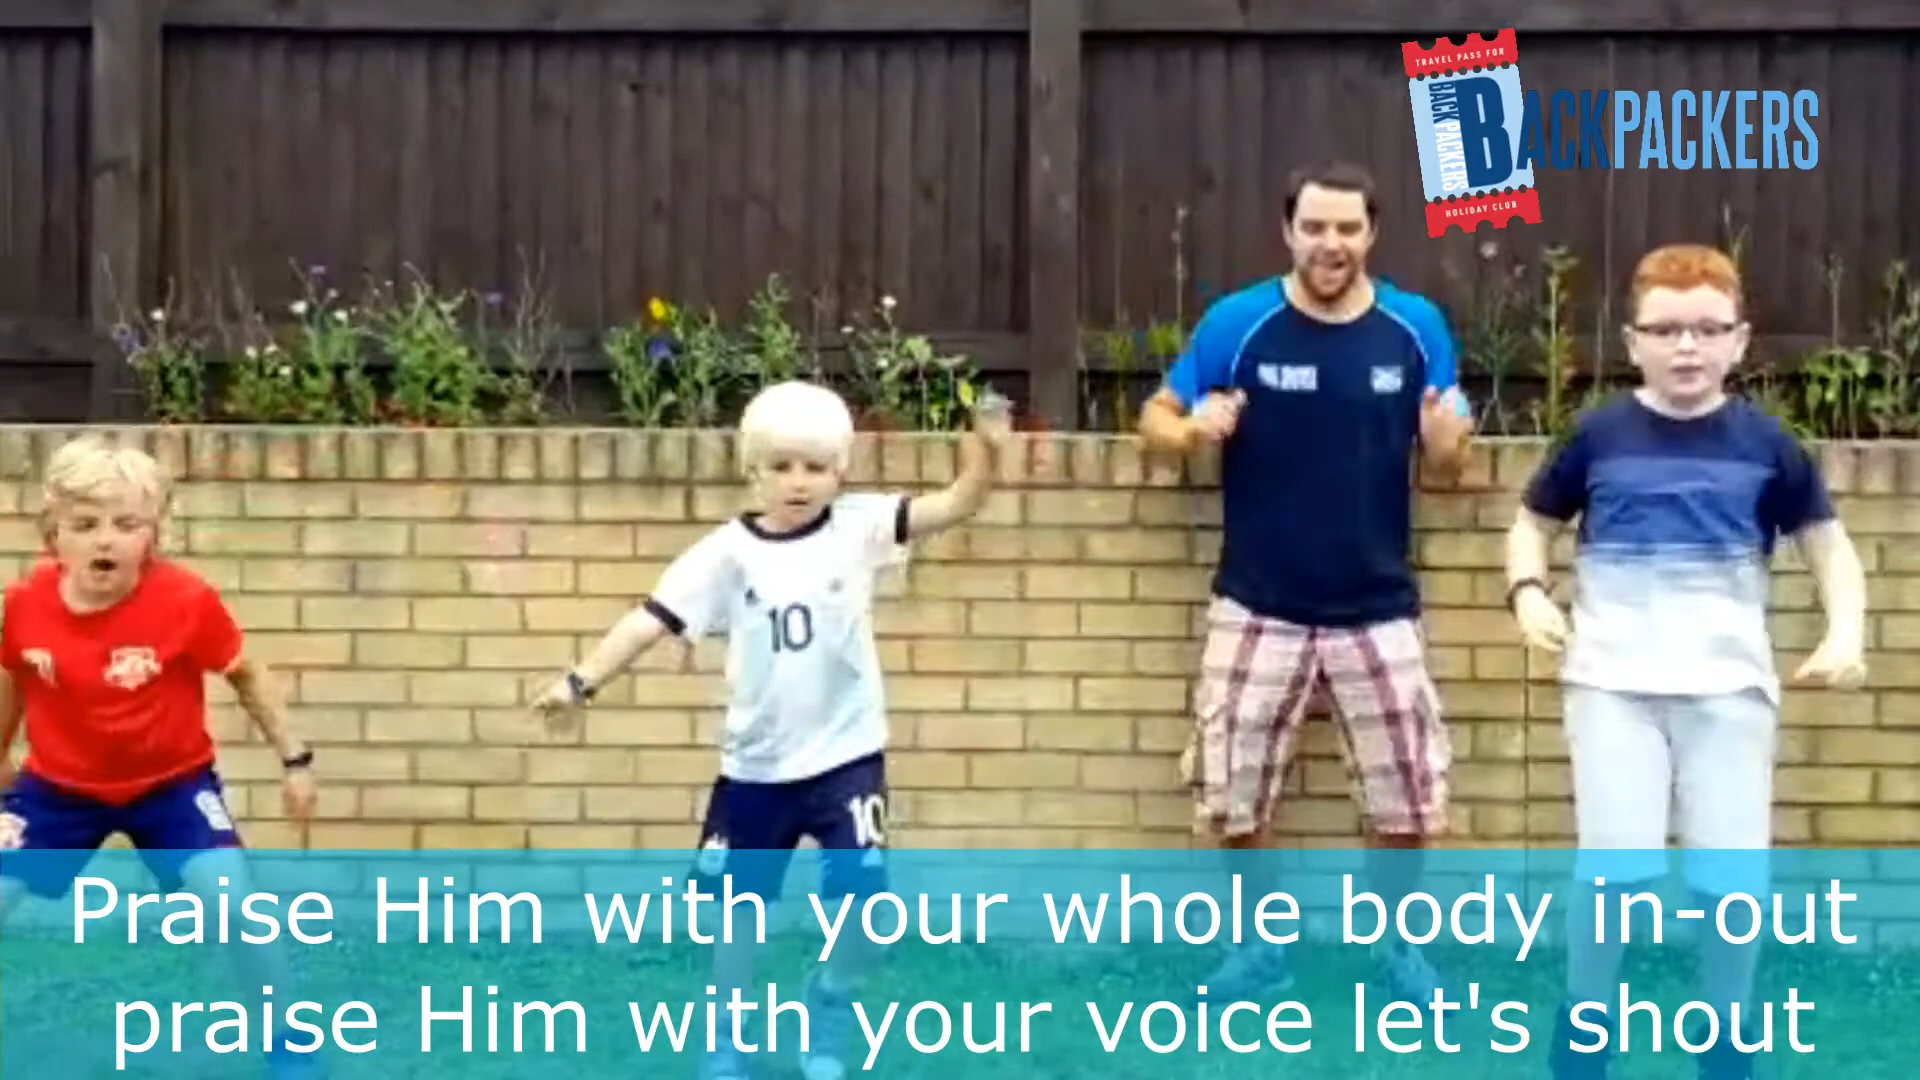 TRAVEL PASS FOR
BACKPACKERS
BACKPACKERS
HOLIDAY CLUB
10
10
Praise Him with your whole body in-out
praise Him with your voice let's shout